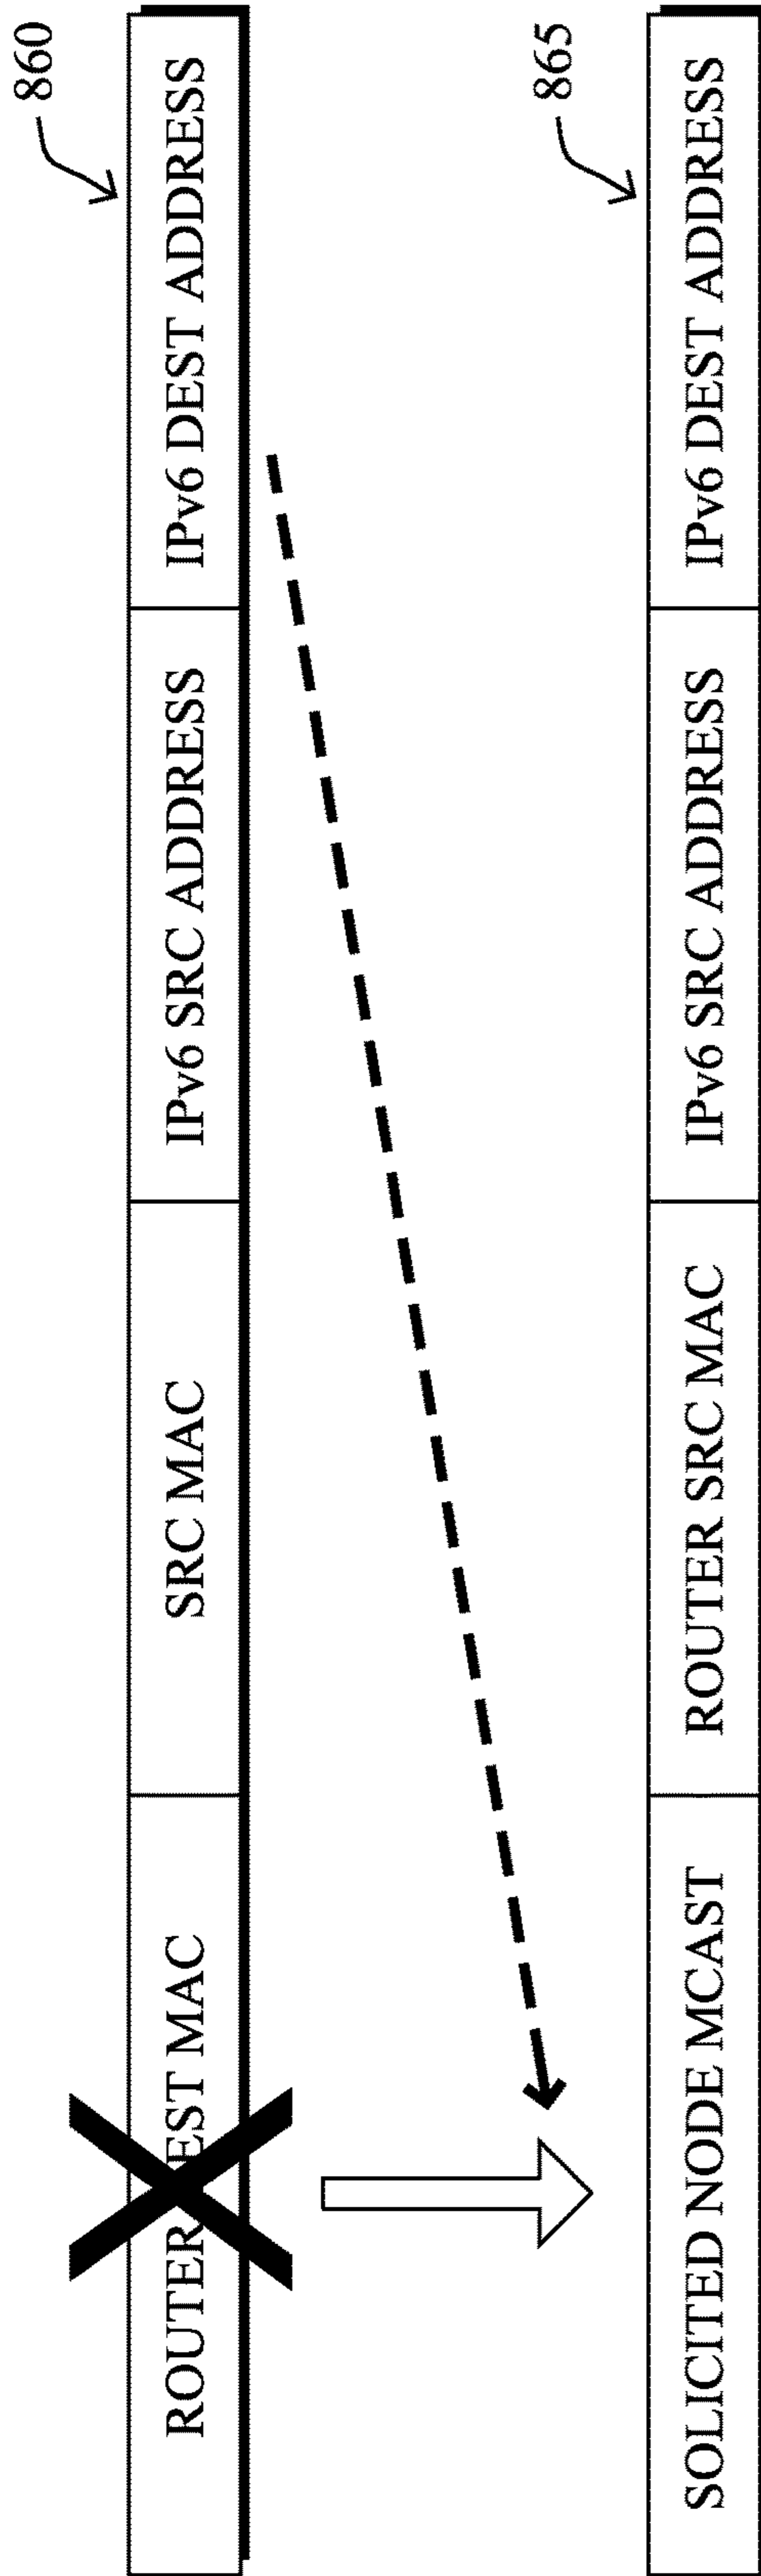 860
ROUTER DEST MAC
SRC MAC
IPv6 SRC ADDRESS
IPv6 DEST ADDRESS
865
SOLICITED NODE MCAST
ROUTER SRC MAC
IPv6 SRC ADDRESS
IPv6 DEST ADDRESS